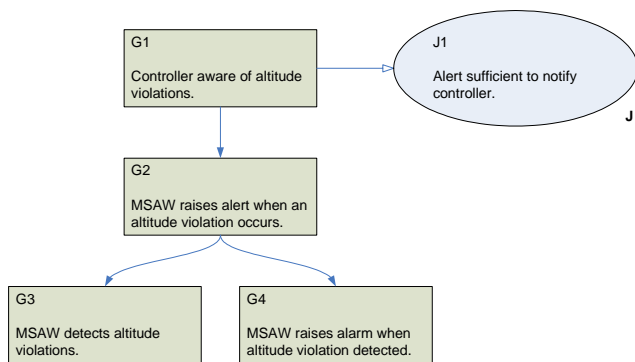 G1
Controller aware of altitude
violations.
J1
Alert sufficient to notify
controller.
J
G2
MSAW raises alert when an
altitude violation occurs.
G3
MSAW detects altitude
violations.
G4
MSAW raises alarm when
altitude violation detected.